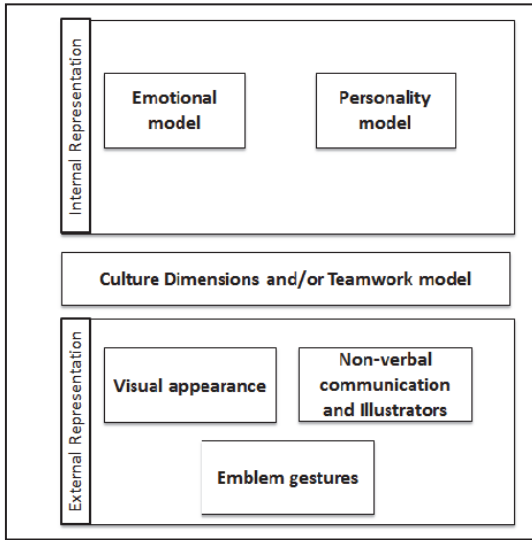 Internal Representation
Emotional
model
Personality
model
Culture Dimensions and/or Teamwork model
External Representation
Visual appearance
Non-verbal
communication
and Illustrators
Emblem gestures